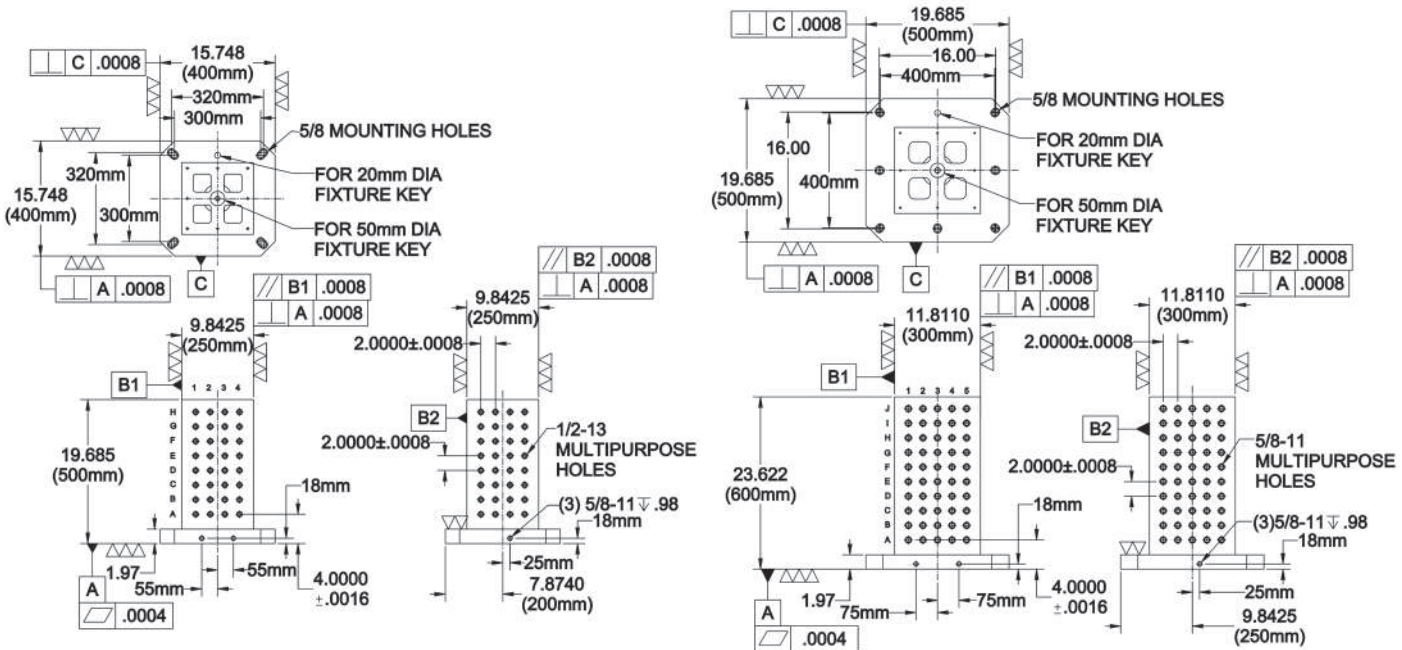 ⊥ C .0008
15.748
(400mm)
320mm
300mm
5/8 MOUNTING HOLES
FOR 20mm DIA
FIXTURE KEY
FOR 50mm DIA
FIXTURE KEY
320mm
15.748
(400mm)
300mm
⊥ A .0008
C
// B1 .0008
⊥ A .0008
9.8425
(250mm)
B1
1 2 3 4
H
G
F
E
D
C
B
A
19.685
(500mm)
18mm
1.97
55mm
55mm
4.0000
±.0016
A
⏥ .0004
// B2 .0008
⊥ A .0008
9.8425
(250mm)
2.0000±.0008
B2
2.0000±.0008
1/2-13
MULTIPURPOSE
HOLES
(3) 5/8-11 ↧ .98
18mm
25mm
7.8740
(200mm)
⊥ C .0008
19.685
(500mm)
16.00
400mm
5/8 MOUNTING HOLES
FOR 20mm DIA
FIXTURE KEY
FOR 50mm DIA
FIXTURE KEY
16.00
19.685
(500mm)
400mm
⊥ A .0008
C
// B1 .0008
⊥ A .0008
11.8110
(300mm)
B1
1 2 3 4 5
J
I
H
G
F
E
D
C
B
A
23.622
(600mm)
18mm
1.97
75mm
75mm
4.0000
±.0016
A
⏥ .0004
// B2 .0008
⊥ A .0008
11.8110
(300mm)
2.0000±.0008
B2
2.0000±.0008
5/8-11
MULTIPURPOSE
HOLES
(3)5/8-11 ↧ .98
18mm
25mm
9.8425
(250mm)